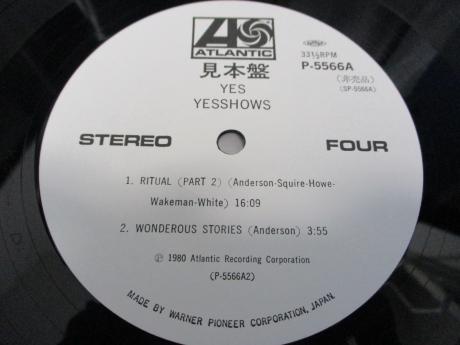 ATLANTIC
33⅓RPM
見本盤
P-5566A
YES
(非売品)
YESSHOWS
(SP-5566A)
STEREO
FOUR
1. RITUAL (PART 2) (Anderson-Squire-Howe-
Wakeman-White) 16:09
2. WONDEROUS STORIES (Anderson) 3:55
℗ 1980 Atlantic Recording Corporation
(P-5566A2)
MADE BY WARNER PIONEER CORPORATION, JAPAN.